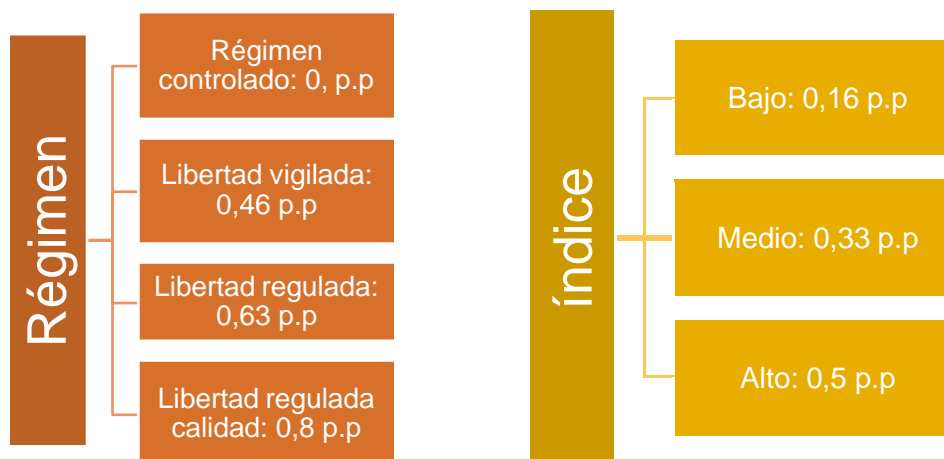 Régimen
Régimen
controlado: 0, p.p
Libertad vigilada:
0,46 p.p
Libertad regulada:
0,63 p.p
Libertad regulada
calidad: 0,8 p.p
índice
Bajo: 0,16 p.p
Medio: 0,33 p.p
Alto: 0,5 p.p